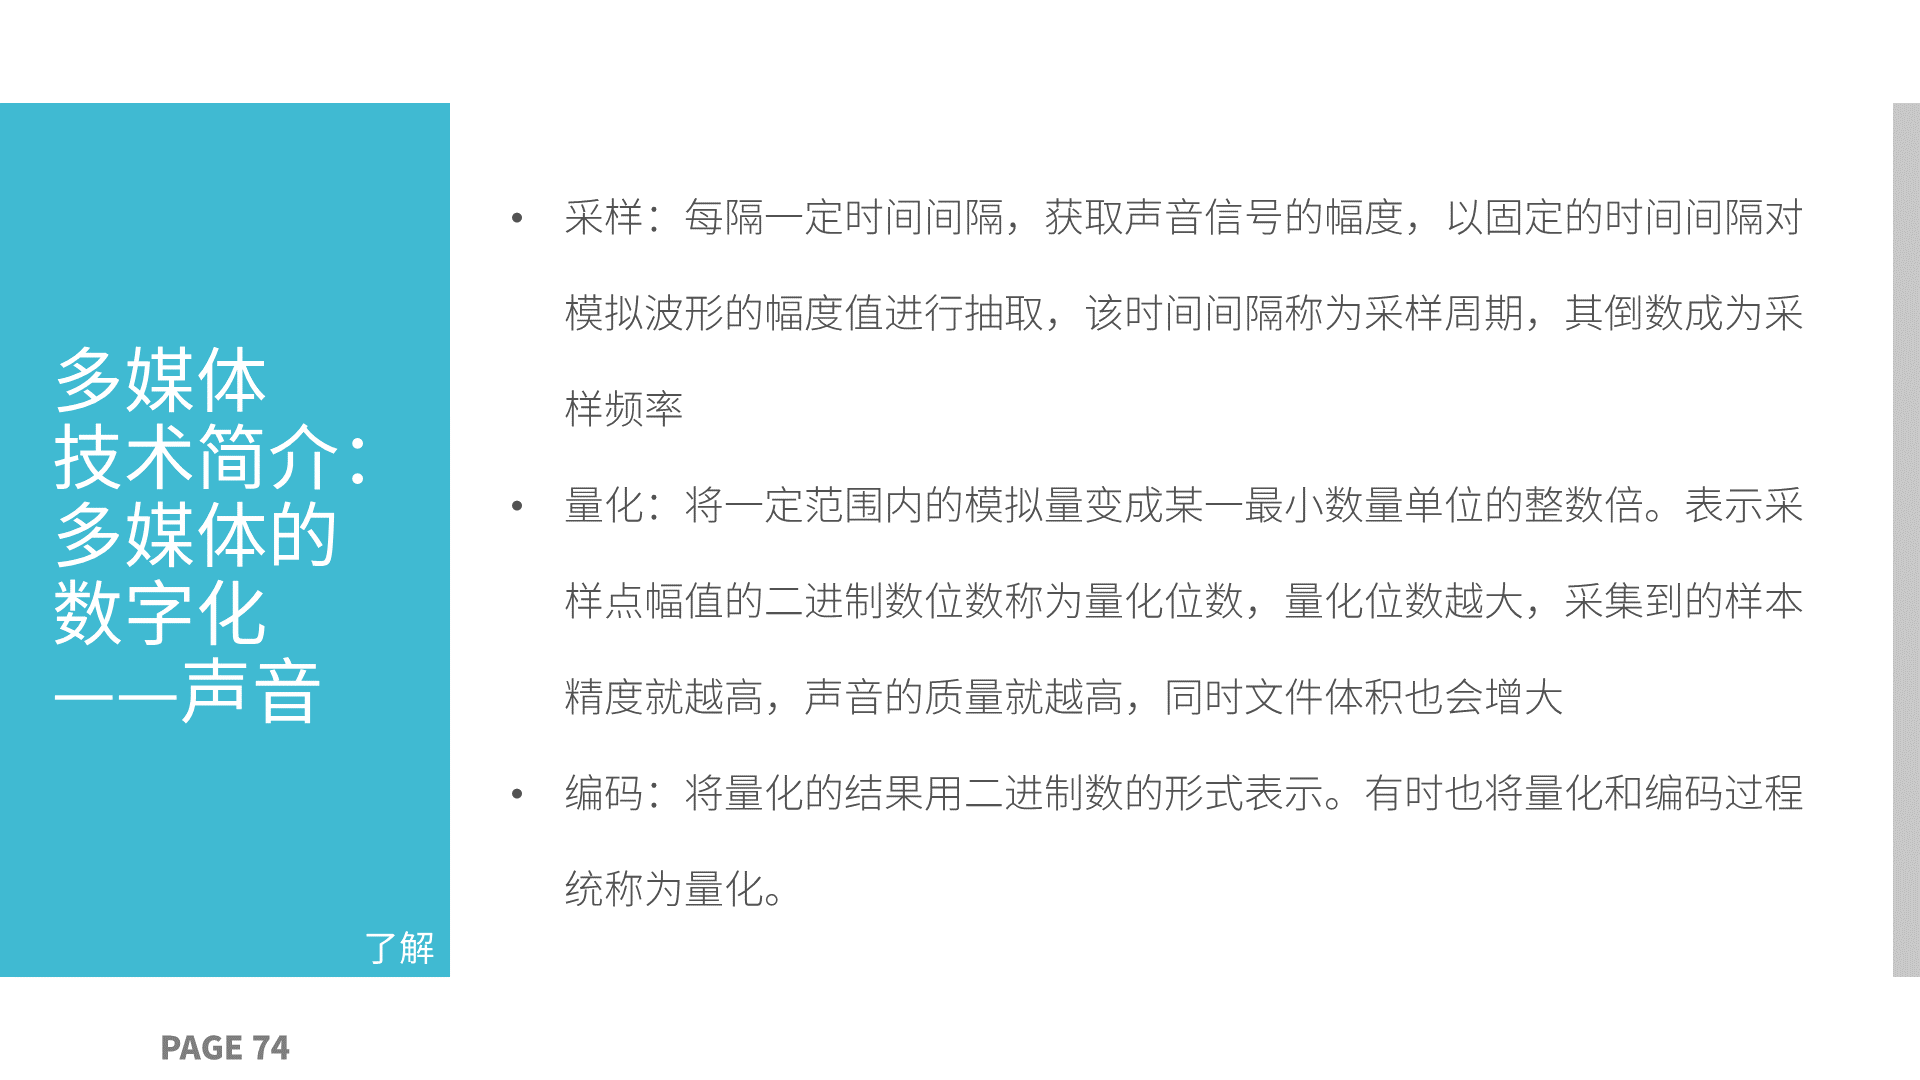 多媒体
技术简介：
多媒体的
数字化
——声音
了解
• 采样：每隔一定时间间隔，获取声音信号的幅度，以固定的时间间隔对
模拟波形的幅度值进行抽取，该时间间隔称为采样周期，其倒数成为采
样频率
• 量化：将一定范围内的模拟量变成某一最小数量单位的整数倍。表示采
样点幅值的二进制数位数称为量化位数，量化位数越大，采集到的样本
精度就越高，声音的质量就越高，同时文件体积也会增大
• 编码：将量化的结果用二进制数的形式表示。有时也将量化和编码过程
统称为量化。
PAGE 74